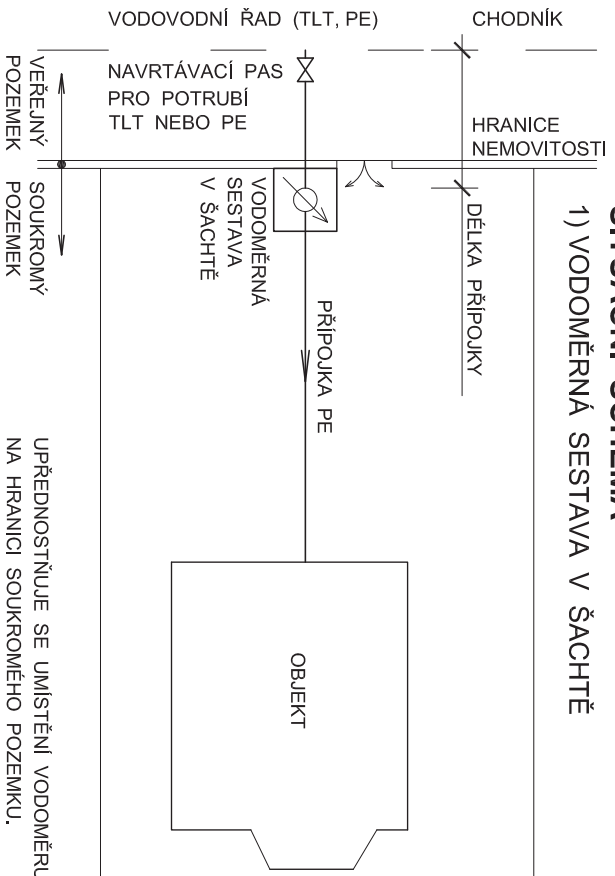 SITUAČNÍ SCHÉMA
1) VODOMĚRNÁ SESTAVA V ŠACHTĚ
VODOVODNÍ ŘAD (TLT, PE)
CHODNÍK
NAVRTÁVACÍ PAS
PRO POTRUBÍ
TLT NEBO PE
HRANICE
NEMOVITOSTI
VEŘEJNÝ
POZEMEK
SOUKROMÝ
POZEMEK
VODOMĚRNÁ
SESTAVA
V ŠACHTĚ
DÉLKA PŘÍPOJKY
PŘÍPOJKA PE
OBJEKT
UPŘEDNOSTŇUJE SE UMÍSTĚNÍ VODOMĚRU
NA HRANICI SOUKROMÉHO POZEMKU.